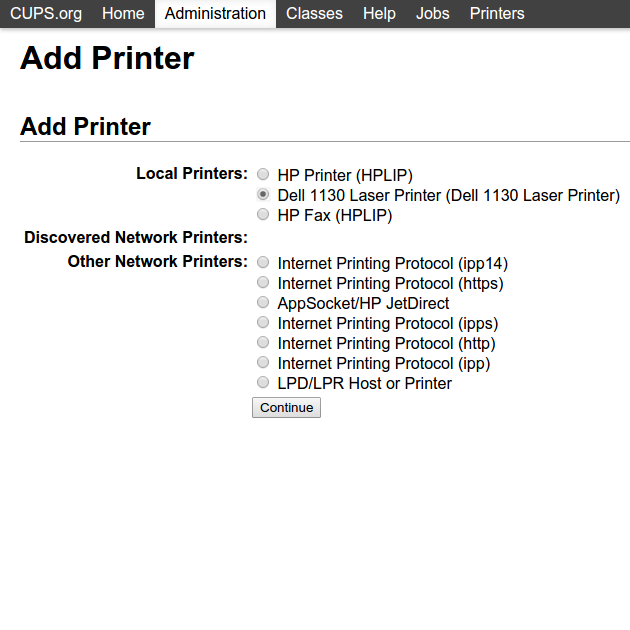 CUPS.org Home Administration Classes Help Jobs Printers
Add Printer
Add Printer
Local Printers: HP Printer (HPLIP)
Dell 1130 Laser Printer (Dell 1130 Laser Printer)
HP Fax (HPLIP)
Discovered Network Printers:
Other Network Printers: Internet Printing Protocol (ipp14)
Internet Printing Protocol (https)
AppSocket/HP JetDirect
Internet Printing Protocol (ipps)
Internet Printing Protocol (http)
Internet Printing Protocol (ipp)
LPD/LPR Host or Printer
Continue